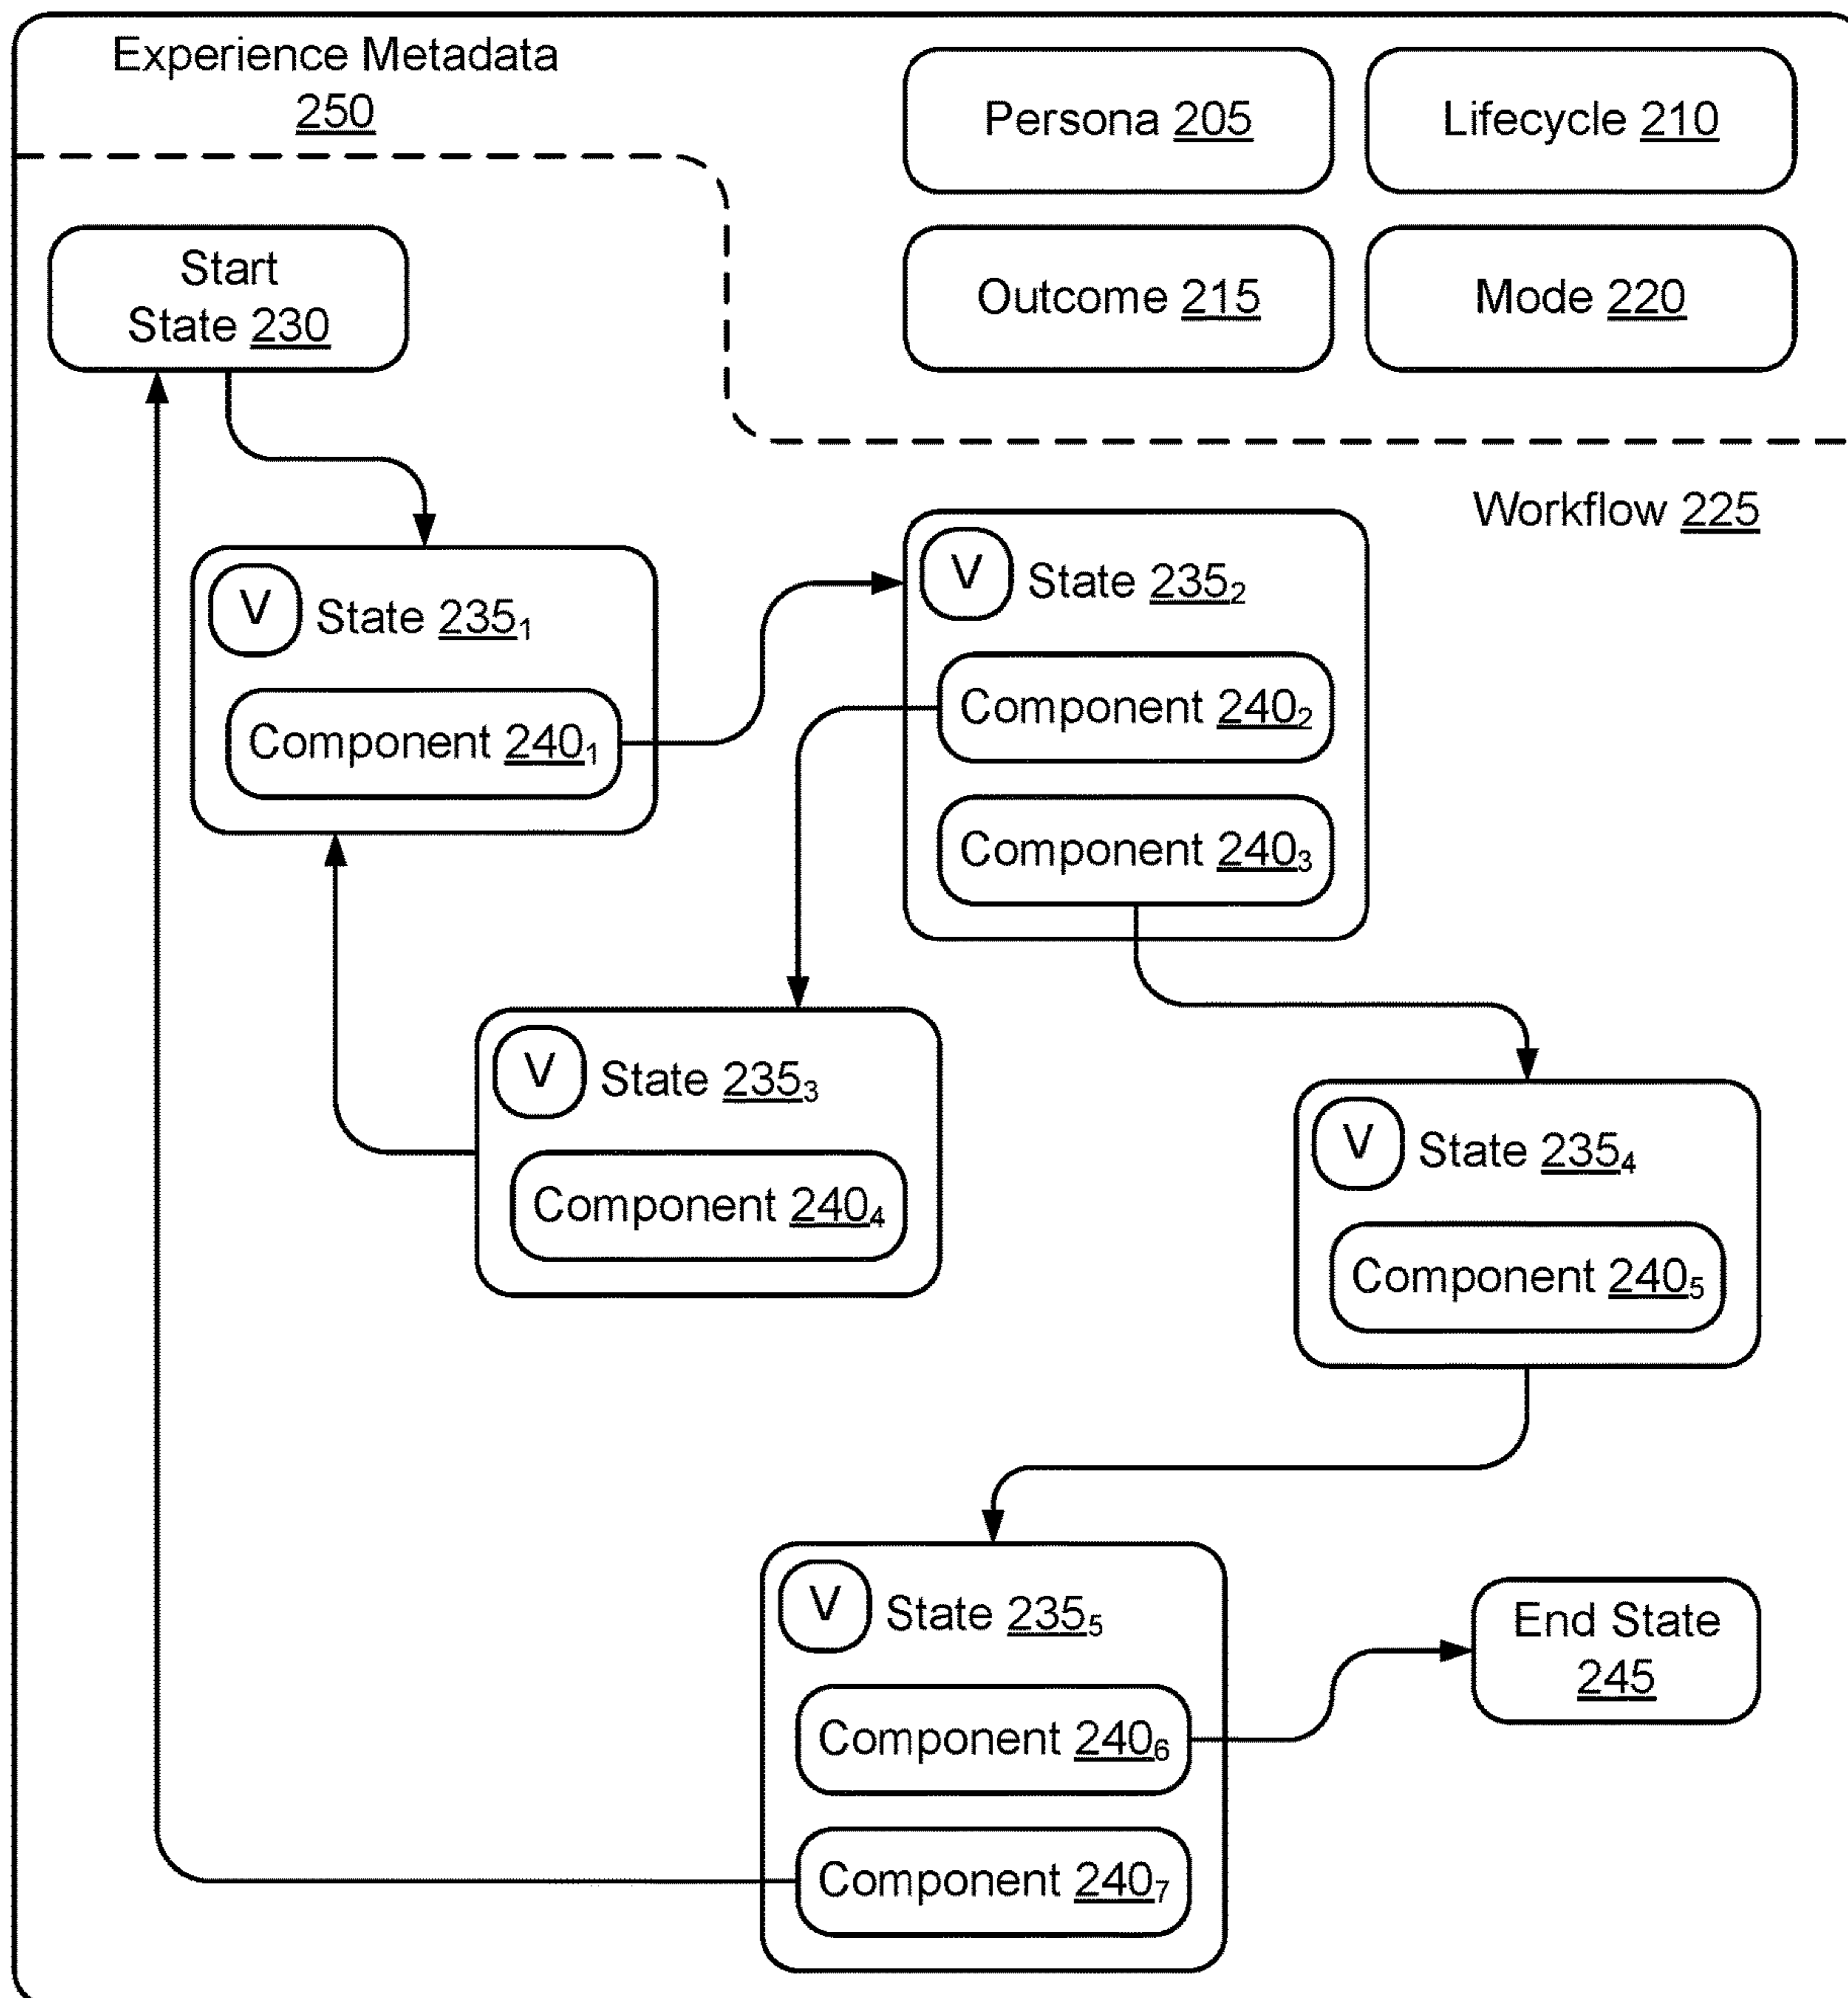 Experience Metadata
250
Persona 205
Lifecycle 210
Outcome 215
Mode 220
Start
State 230
Workflow 225
V
State 235₁
Component 240₁
V
State 235₂
Component 240₂
Component 240₃
V
State 235₃
Component 240₄
V
State 235₄
Component 240₅
V
State 235₅
Component 240₆
Component 240₇
End State
245